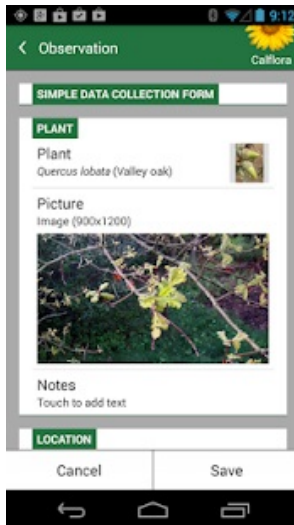 9:12
Observation
Calflora
SIMPLE DATA COLLECTION FORM
PLANT
Plant
Quercus lobata (Valley oak)
Picture
Image (900x1200)
Notes
Touch to add text
LOCATION
Cancel
Save